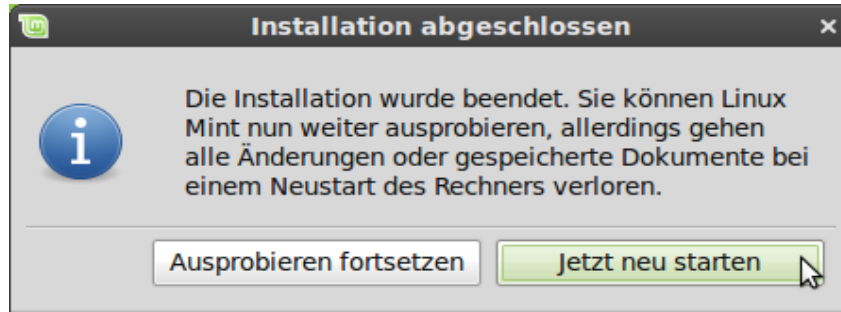 Installation abgeschlossen
Die Installation wurde beendet. Sie können Linux
Mint nun weiter ausprobieren, allerdings gehen
alle Änderungen oder gespeicherte Dokumente bei
einem Neustart des Rechners verloren.
Ausprobieren fortsetzen
Jetzt neu starten